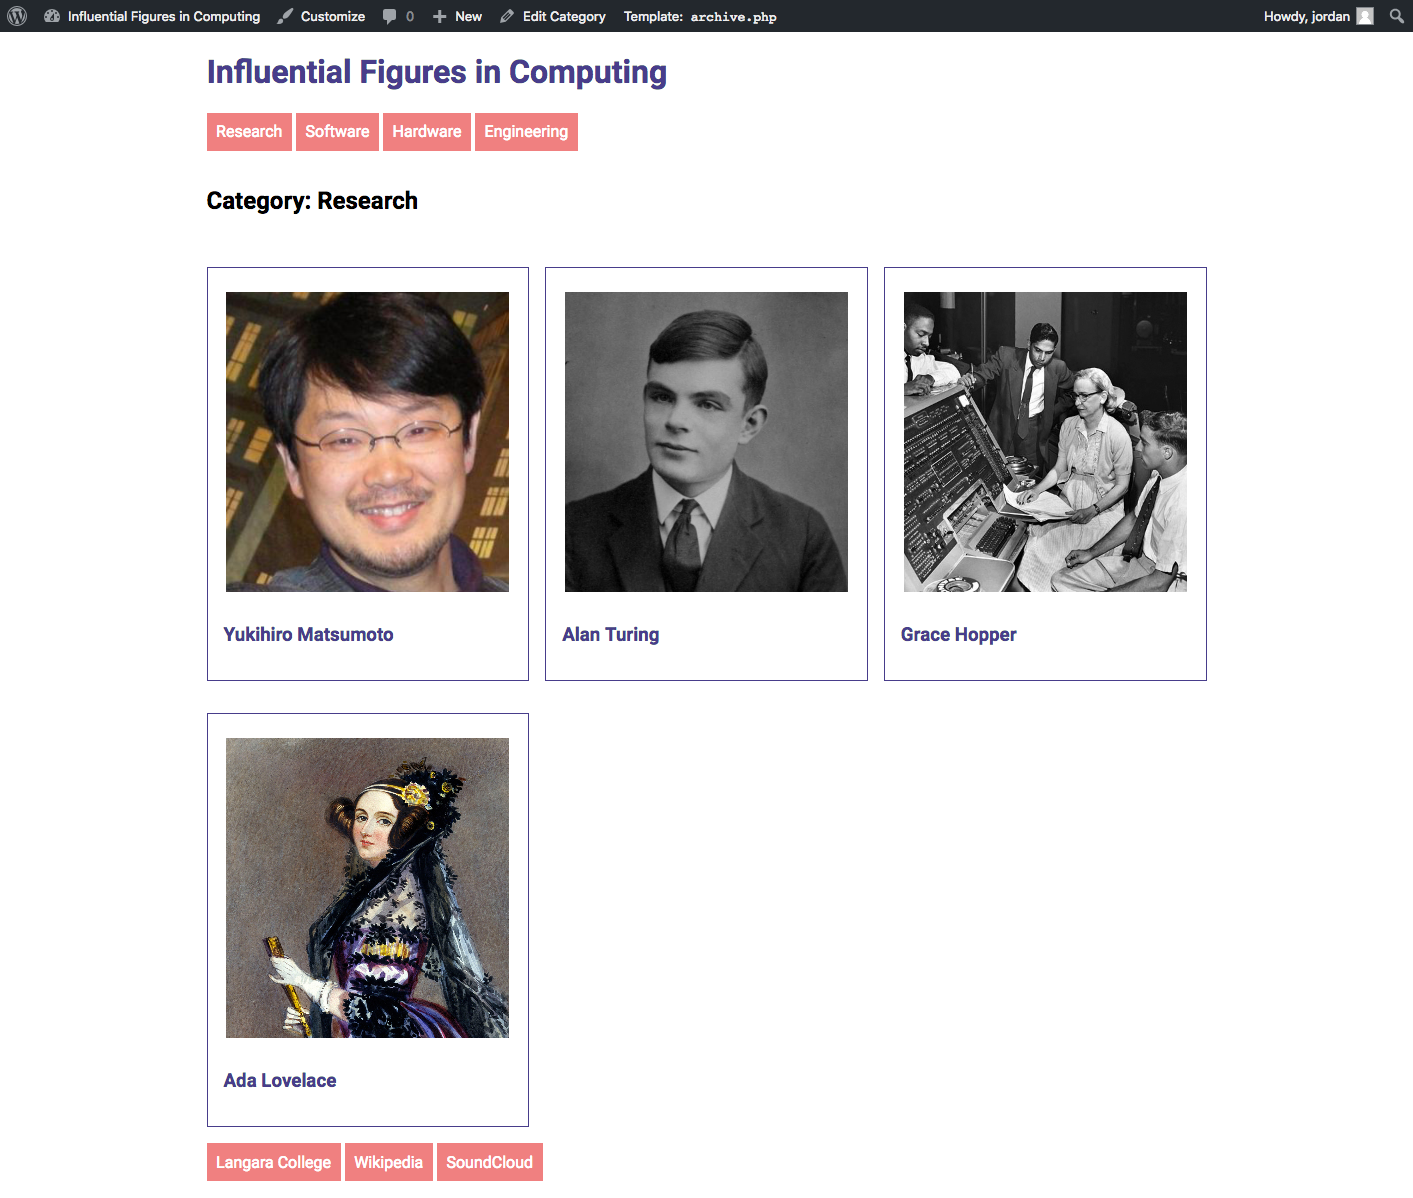 Influential Figures in Computing Customize 0 New Edit Category Template: archive.php Howdy, jordan
Influential Figures in Computing
Research Software Hardware Engineering
Category: Research
Yukihiro Matsumoto Alan Turing Grace Hopper
Ada Lovelace
Langara College Wikipedia SoundCloud